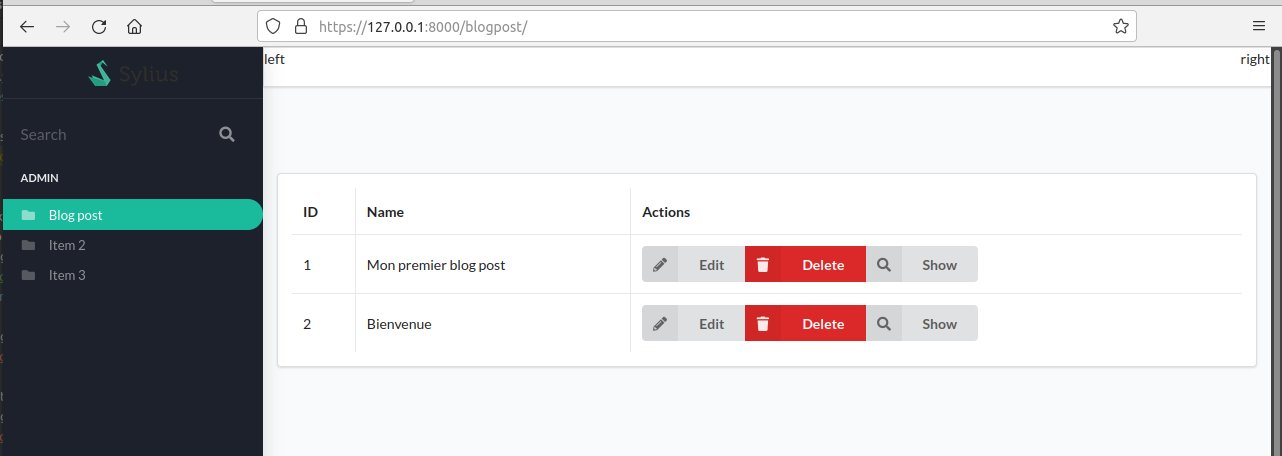 https://127.0.0.1:8000/blogpost/
Sylius
left
right
Search
ADMIN
Blog post
Item 2
Item 3
ID Name Actions
1 Mon premier blog post Edit Delete Show
2 Bienvenue Edit Delete Show